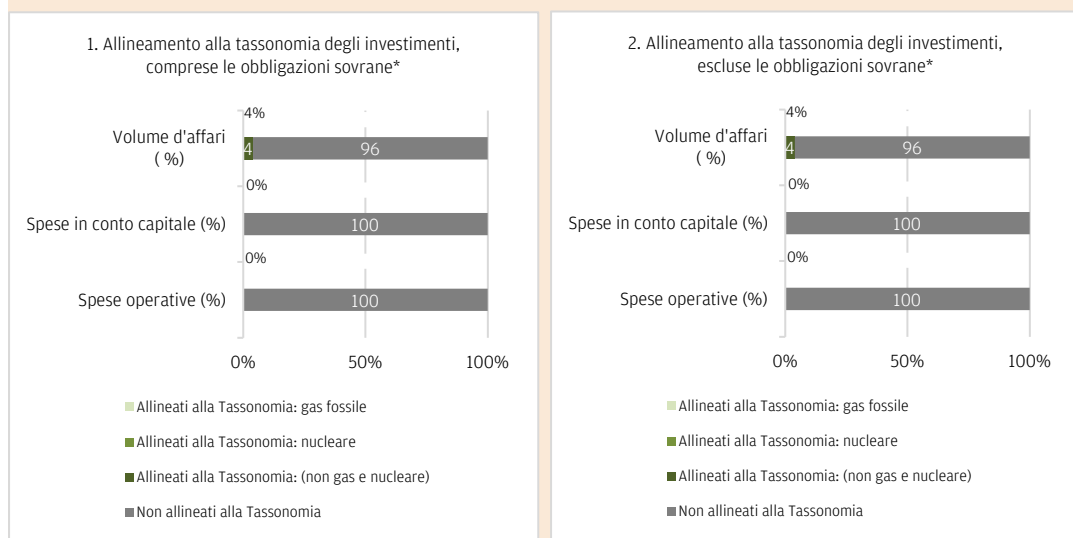 1. Allineamento alla tassonomia degli investimenti,
comprese le obbligazioni sovrane*
4%
Volume d'affari
( %)
4
96
0%
Spese in conto capitale (%)
100
0%
Spese operative (%)
100
0%
50%
100%
Allineati alla Tassonomia: gas fossile
Allineati alla Tassonomia: nucleare
Allineati alla Tassonomia: (non gas e nucleare)
Non allineati alla Tassonomia
2. Allineamento alla tassonomia degli investimenti,
escluse le obbligazioni sovrane*
4%
Volume d'affari
( %)
4
96
0%
Spese in conto capitale (%)
100
0%
Spese operative (%)
100
0%
50%
100%
Allineati alla Tassonomia: gas fossile
Allineati alla Tassonomia: nucleare
Allineati alla Tassonomia: (non gas e nucleare)
Non allineati alla Tassonomia